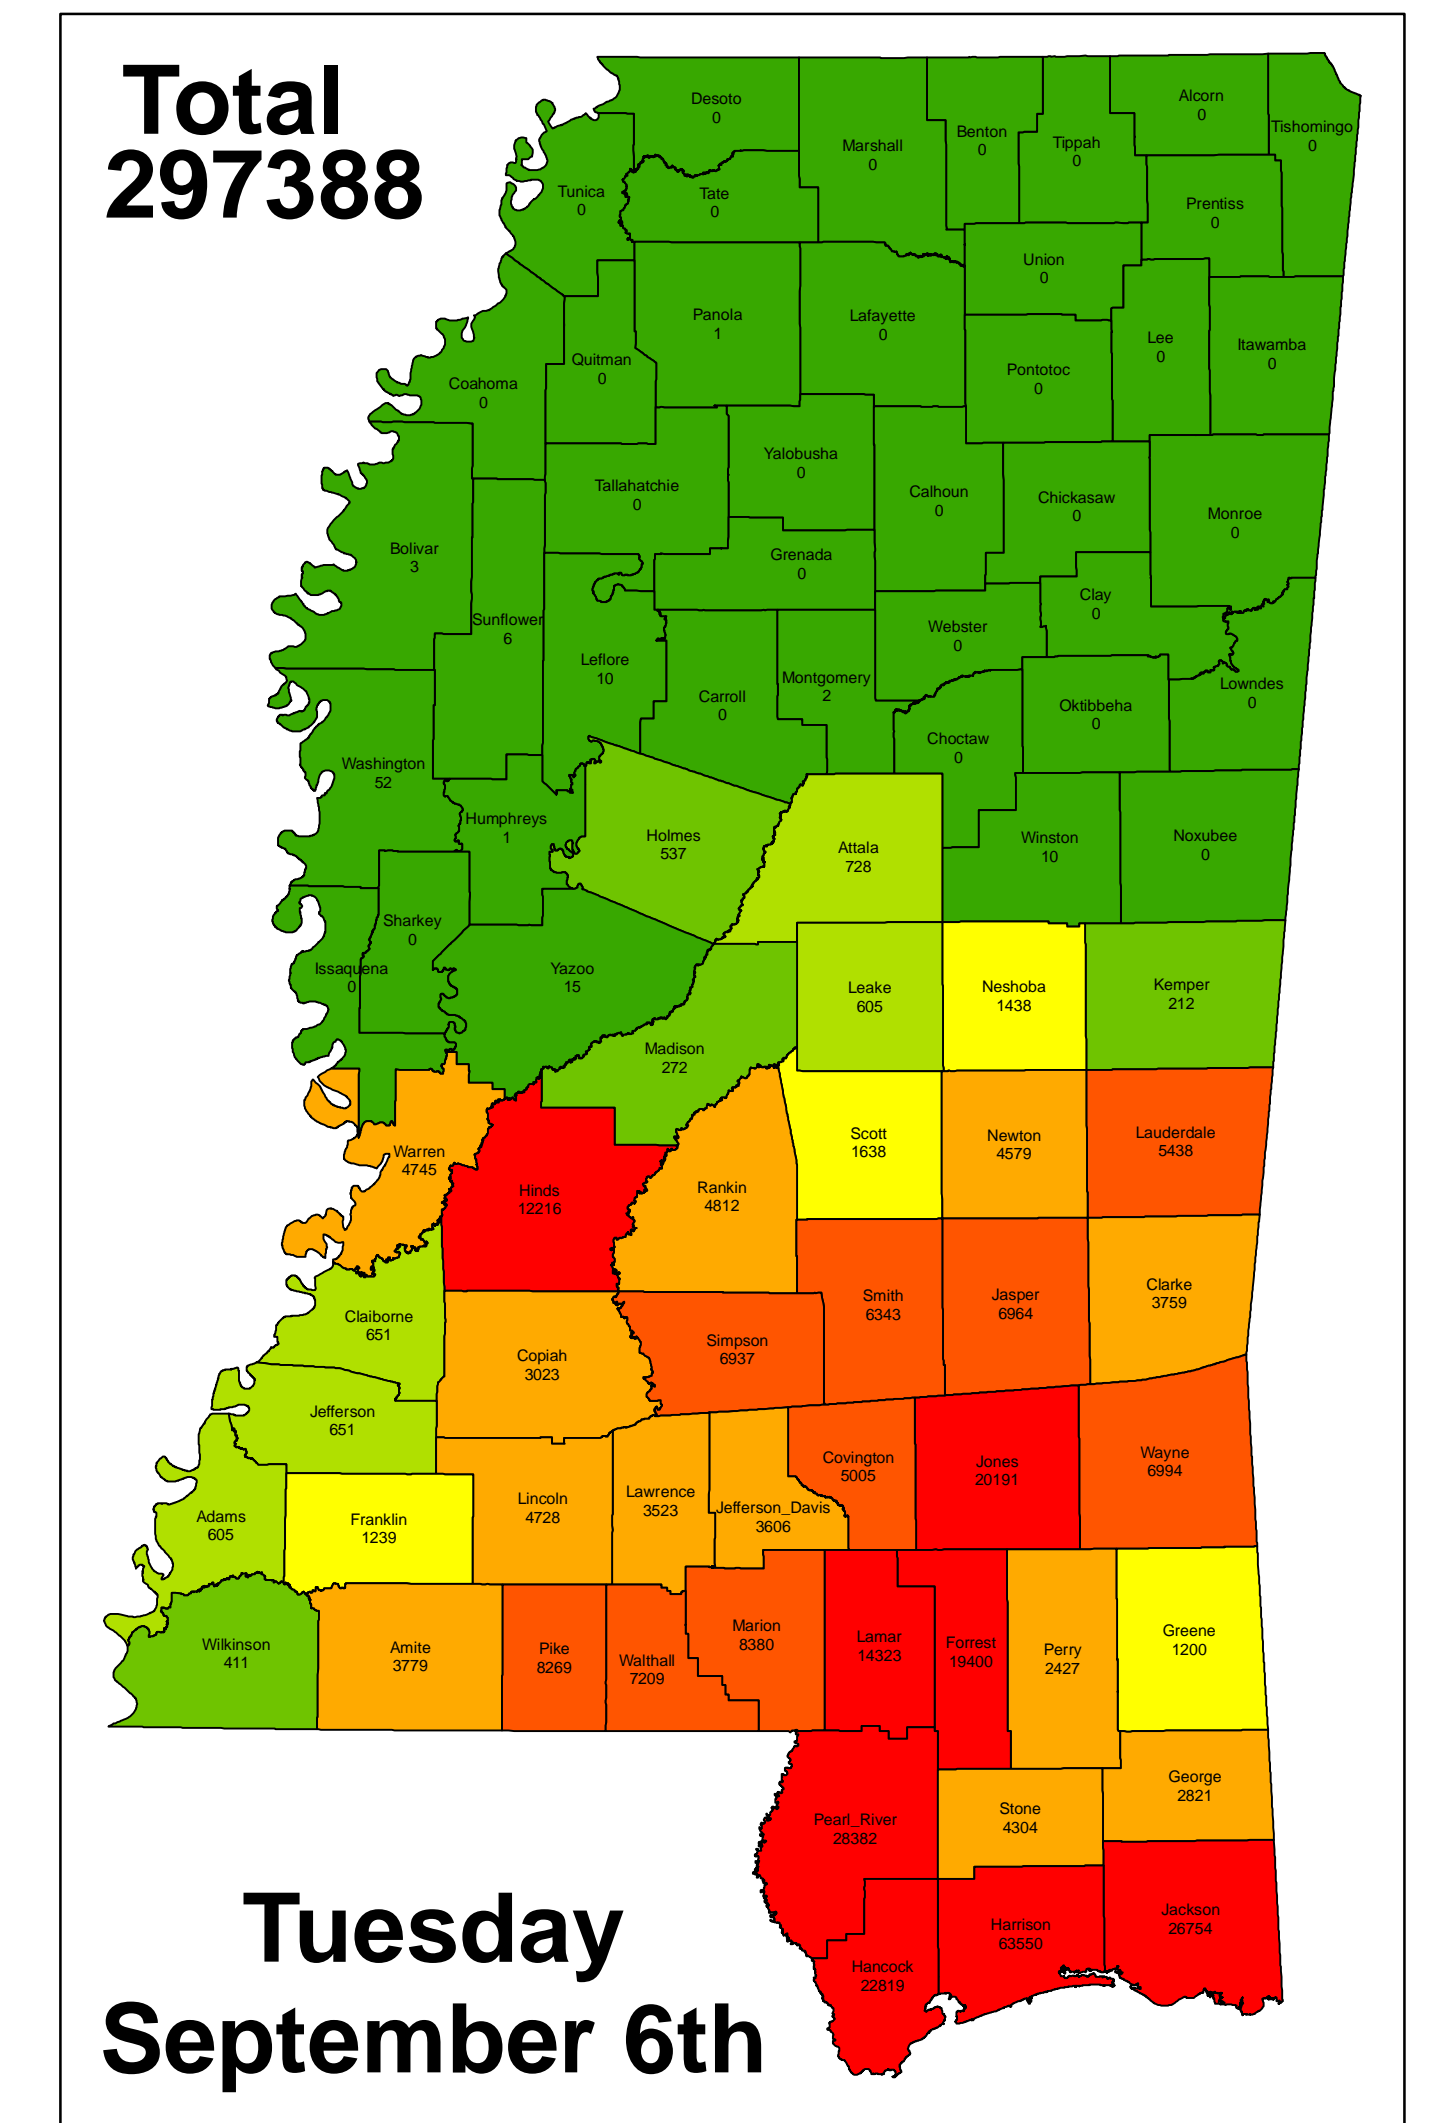 Total
297388
Desoto
0
Marshall
0
Benton
0
Tippah
0
Alcorn
0
Tishomingo
0
Tunica
0
Tate
0
Prentiss
0
Union
0
Panola
1
Lafayette
0
Lee
0
Itawamba
0
Pontotoc
0
Quitman
0
Coahoma
0
Yalobusha
0
Tallahatchie
0
Calhoun
0
Chickasaw
0
Monroe
0
Bolivar
3
Grenada
0
Clay
0
Sunflower
6
Webster
0
Leflore
10
Montgomery
2
Carroll
0
Lowndes
0
Oktibbeha
0
Choctaw
0
Washington
52
Humphreys
1
Holmes
537
Attala
728
Winston
10
Noxubee
0
Sharkey
0
Issaquena
0
Yazoo
15
Leake
605
Neshoba
1438
Kemper
212
Madison
272
Warren
4745
Scott
1638
Newton
4579
Lauderdale
5438
Hinds
12216
Rankin
4812
Smith
6343
Jasper
6964
Clarke
3759
Claiborne
651
Copiah
3023
Simpson
6937
Jefferson
651
Covington
5005
Jones
20191
Wayne
6994
Adams
605
Franklin
1239
Lincoln
4728
Lawrence
3523
Jefferson_Davis
3606
Wilkinson
411
Amite
3779
Pike
8269
Walthall
7209
Marion
8380
Lamar
14323
Forrest
19400
Perry
2427
Greene
1200
George
2821
Stone
4304
Pearl_River
28382
Jackson
26754
Harrison
63550
Hancock
22819
Tuesday
September 6th